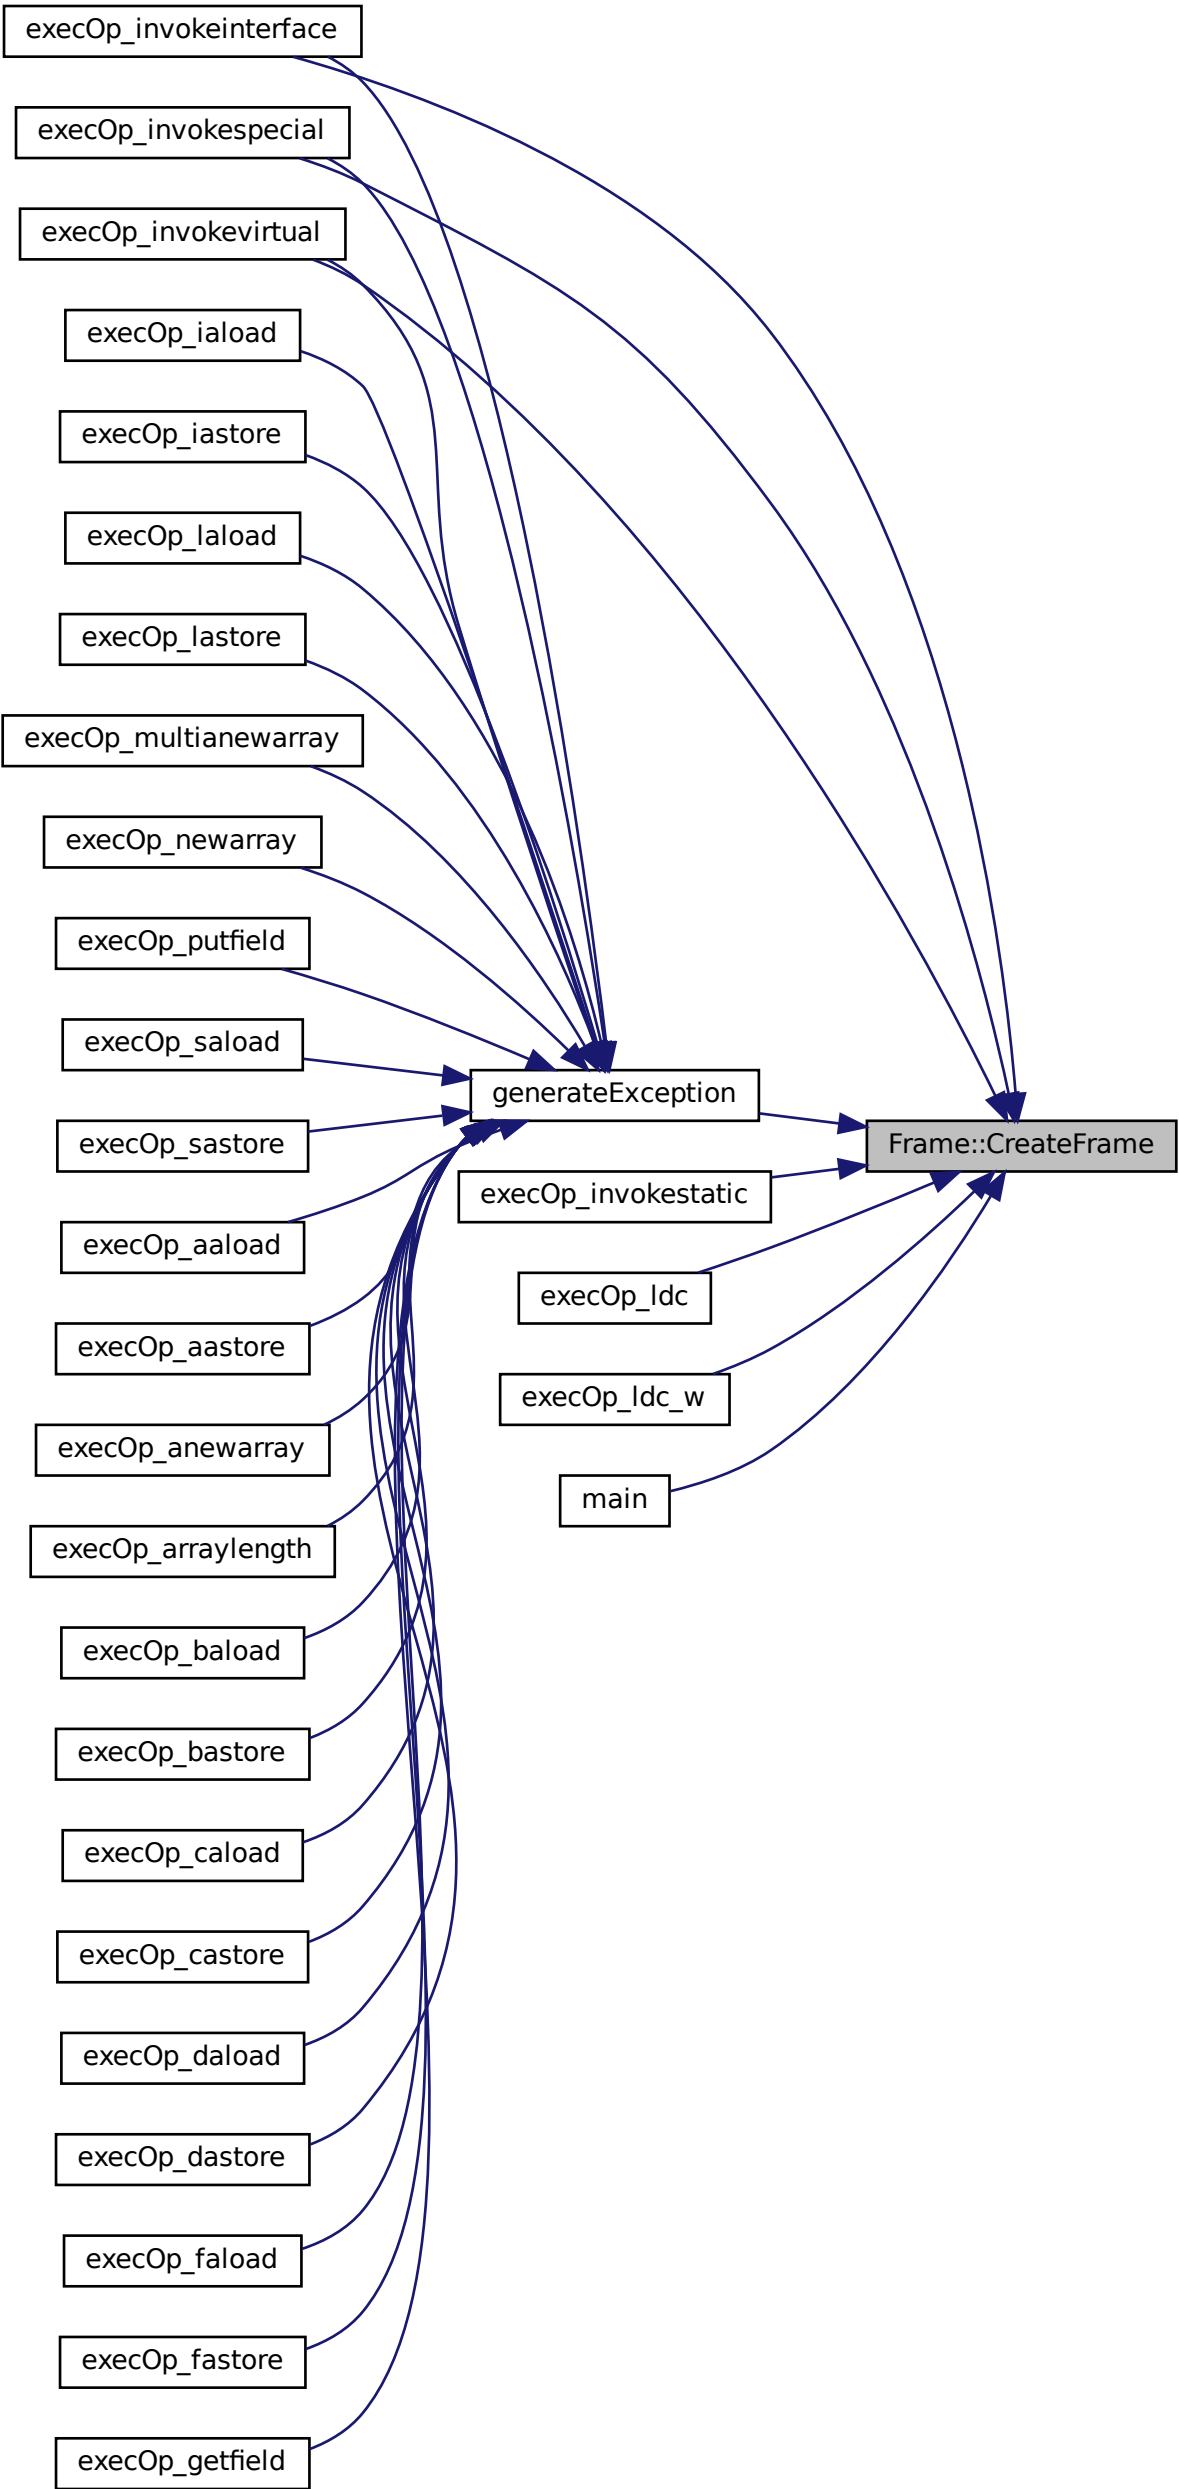 execOp_invokeinterface
execOp_invokespecial
execOp_invokevirtual
execOp_iaload
execOp_iastore
execOp_laload
execOp_lastore
execOp_multianewarray
execOp_newarray
execOp_putfield
execOp_saload
execOp_sastore
execOp_aaload
execOp_aastore
execOp_anewarray
execOp_arraylength
execOp_baload
execOp_bastore
execOp_caload
execOp_castore
execOp_daload
execOp_dastore
execOp_faload
execOp_fastore
execOp_getfield
generateException
execOp_invokestatic
execOp_ldc
execOp_ldc_w
main
Frame::CreateFrame